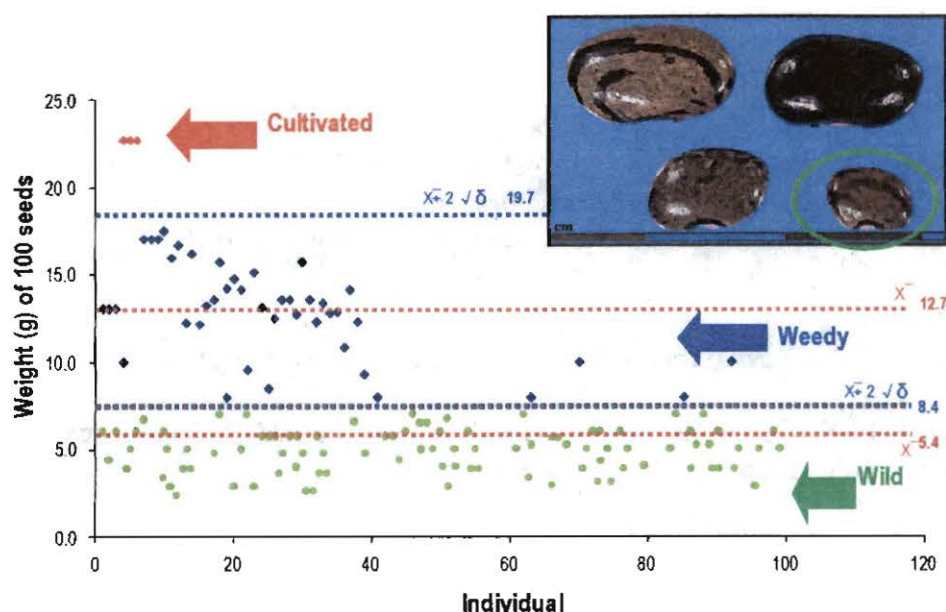 cm
25.0
Cultivated
20.0
X̄+ 2 √δ 19.7
15.0
X̄ 12.7
Weedy
10.0
X̄+ 2 √δ 8.4
5.0
X̄ 5.4
Wild
0.0
0 20 40 60 80 100 120
Weight (g) of 100 seeds
Individual